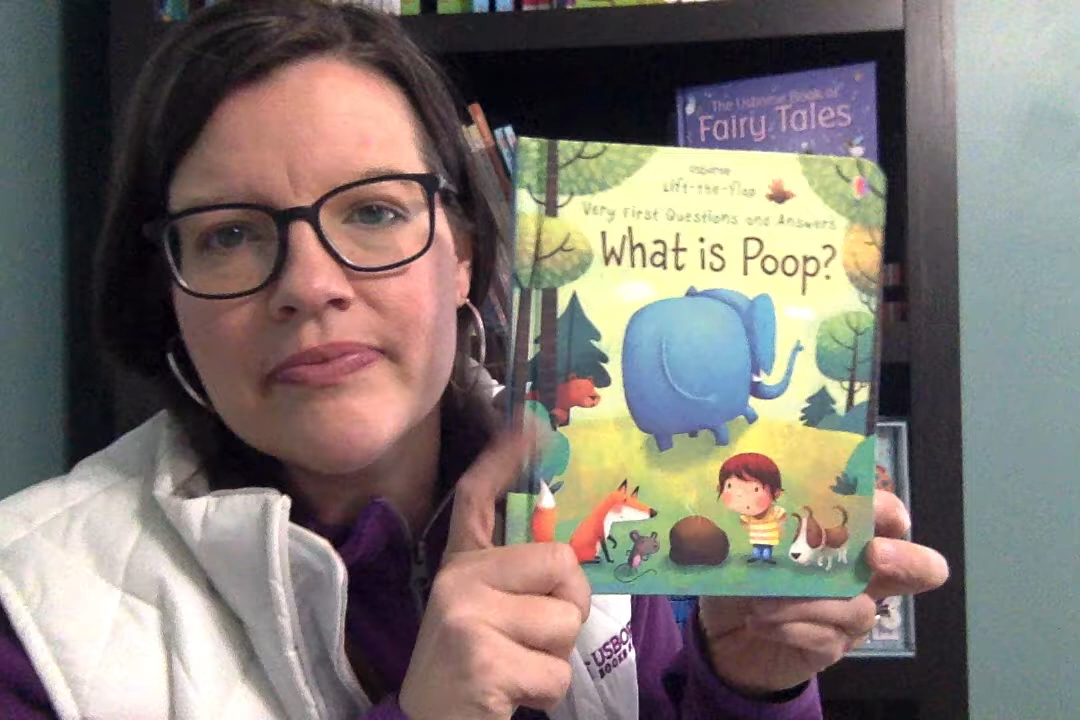 The Usborne Book of
Fairy Tales
USBORNE
Lift-the-flap
Very First Questions and Answers
What is Poop?
USBORNE
BOOKS